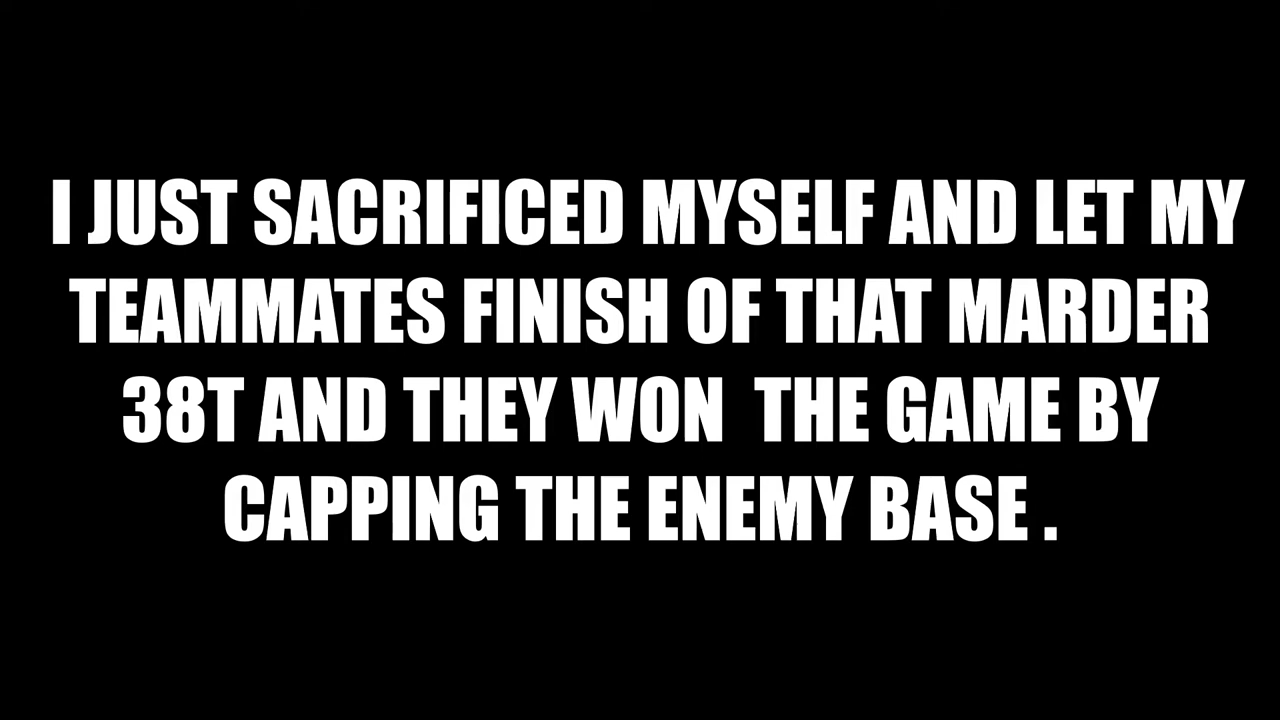 I JUST SACRIFICED MYSELF AND LET MY
TEAMMATES FINISH OF THAT MARDER
38T AND THEY WON  THE GAME BY
CAPPING THE ENEMY BASE .